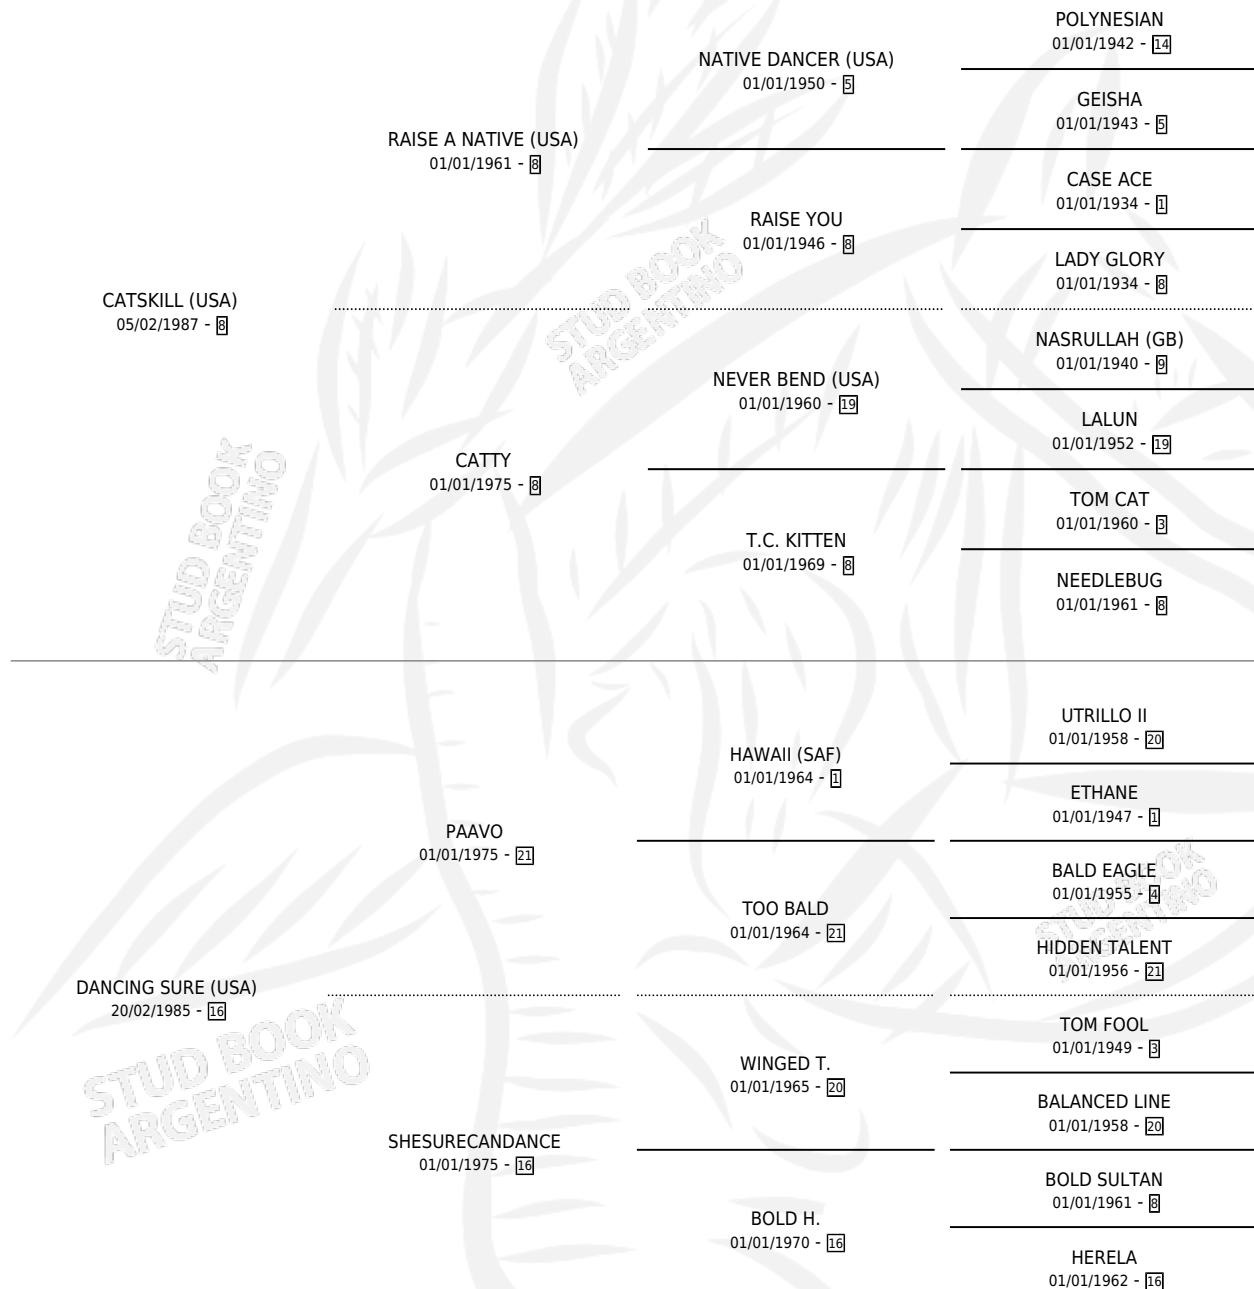 POLYNESIAN
01/01/1942 - 14
NATIVE DANCER (USA)
01/01/1950 - 5
GEISHA
01/01/1943 - 5
RAISE A NATIVE (USA)
01/01/1961 - 8
CASE ACE
01/01/1934 - 1
RAISE YOU
01/01/1946 - 8
LADY GLORY
01/01/1934 - 8
CATSKILL (USA)
05/02/1987 - 8
NASRULLAH (GB)
01/01/1940 - 9
NEVER BEND (USA)
01/01/1960 - 19
LALUN
01/01/1952 - 19
CATTY
01/01/1975 - 8
TOM CAT
01/01/1960 - 3
T.C. KITTEN
01/01/1969 - 8
NEEDLEBUG
01/01/1961 - 8
UTRILLO II
01/01/1958 - 20
HAWAII (SAF)
01/01/1964 - 1
ETHANE
01/01/1947 - 1
PAAVO
01/01/1975 - 21
BALD EAGLE
01/01/1955 - 4
TOO BALD
01/01/1964 - 21
HIDDEN TALENT
01/01/1956 - 21
DANCING SURE (USA)
20/02/1985 - 16
TOM FOOL
01/01/1949 - 3
WINGED T.
01/01/1965 - 20
BALANCED LINE
01/01/1958 - 20
SHESURECANDANCE
01/01/1975 - 16
BOLD SULTAN
01/01/1961 - 8
BOLD H.
01/01/1970 - 16
HERELA
01/01/1962 - 16
STUD BOOK
ARGENTINO
STUD BOOK
ARGENTINO
STUD BOOK
ARGENTINO
STUD BOOK
ARGENTINO